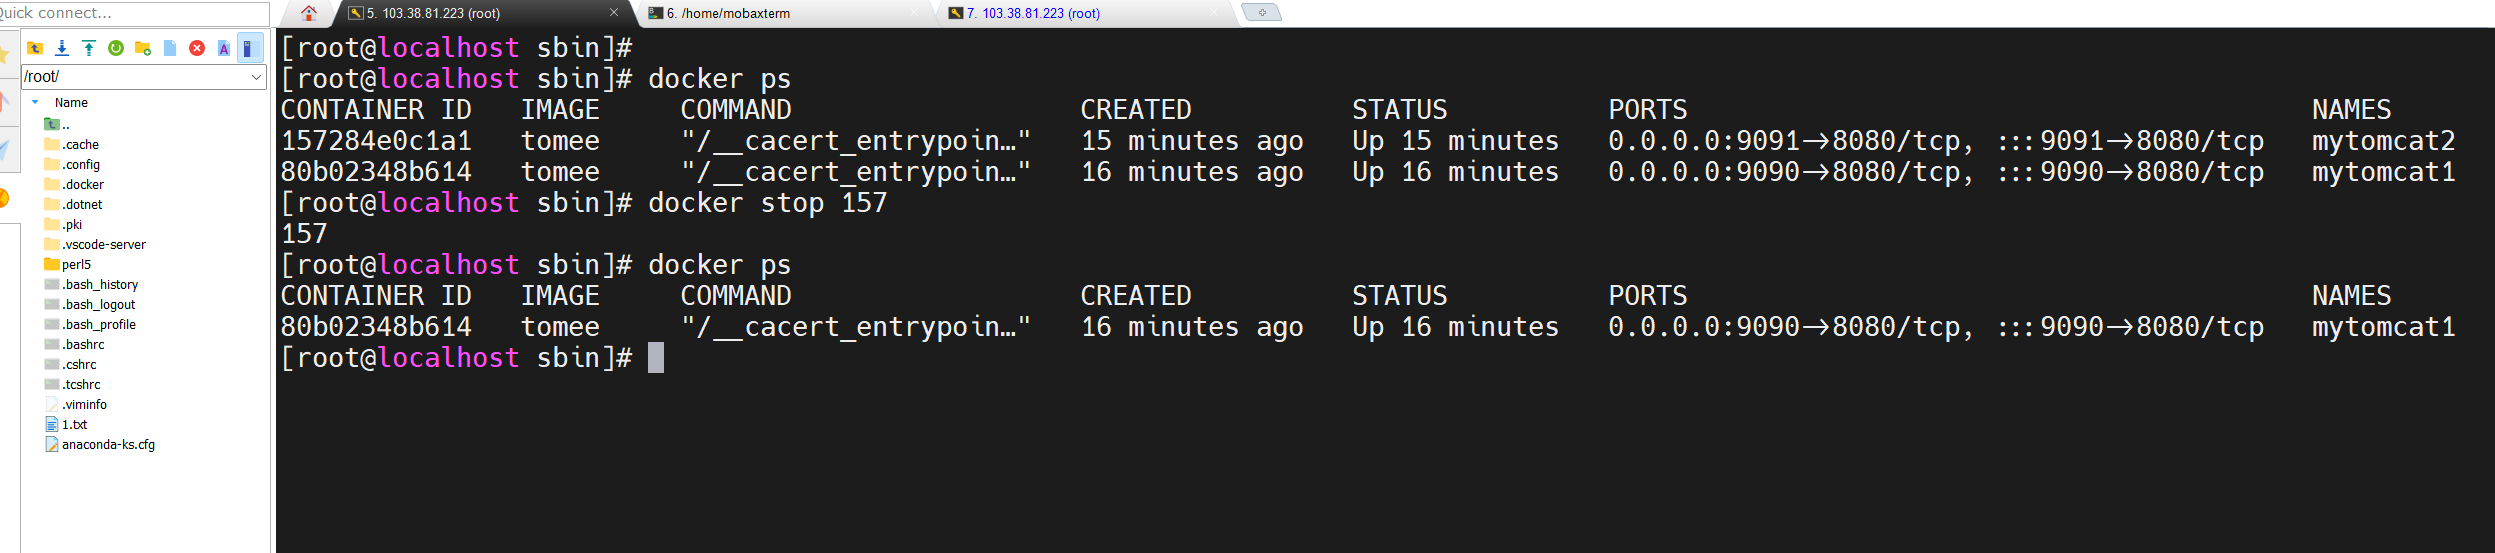 Quick connect...
5. 103.38.81.223 (root)
6. /home/mobaxterm
7. 103.38.81.223 (root)
/root/
Name
..
.cache
.config
.docker
.dotnet
.pki
.vscode-server
perl5
.bash_history
.bash_logout
.bash_profile
.bashrc
.cshrc
.tcshrc
.viminfo
1.txt
anaconda-ks.cfg
[root@localhost sbin]#
[root@localhost sbin]# docker ps
CONTAINER ID   IMAGE     COMMAND                  CREATED          STATUS          PORTS                                       NAMES
157284e0c1a1   tomee     "/__cacert_entrypoin…"   15 minutes ago   Up 15 minutes   0.0.0.0:9091->8080/tcp, :::9091->8080/tcp   mytomcat2
80b02348b614   tomee     "/__cacert_entrypoin…"   16 minutes ago   Up 16 minutes   0.0.0.0:9090->8080/tcp, :::9090->8080/tcp   mytomcat1
[root@localhost sbin]# docker stop 157
157
[root@localhost sbin]# docker ps
CONTAINER ID   IMAGE     COMMAND                  CREATED          STATUS          PORTS                                       NAMES
80b02348b614   tomee     "/__cacert_entrypoin…"   16 minutes ago   Up 16 minutes   0.0.0.0:9090->8080/tcp, :::9090->8080/tcp   mytomcat1
[root@localhost sbin]#